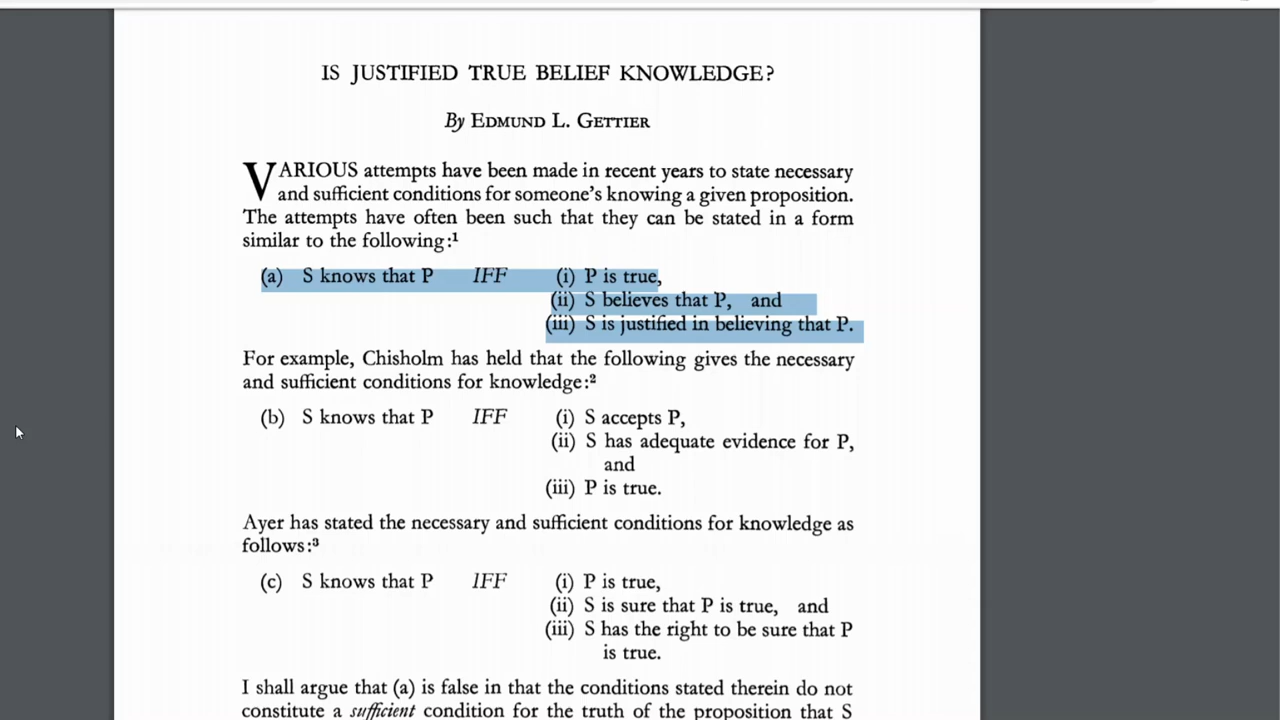 IS JUSTIFIED TRUE BELIEF KNOWLEDGE?
By EDMUND L. GETTIER
VARIOUS attempts have been made in recent years to state necessary
and sufficient conditions for someone's knowing a given proposition.
The attempts have often been such that they can be stated in a form
similar to the following:¹
(a) S knows that P IFF (i) P is true,
(ii) S believes that P, and
(iii) S is justified in believing that P.
For example, Chisholm has held that the following gives the necessary
and sufficient conditions for knowledge:²
(b) S knows that P IFF (i) S accepts P,
(ii) S has adequate evidence for P,
and
(iii) P is true.
Ayer has stated the necessary and sufficient conditions for knowledge as
follows:³
(c) S knows that P IFF (i) P is true,
(ii) S is sure that P is true, and
(iii) S has the right to be sure that P
is true.
I shall argue that (a) is false in that the conditions stated therein do not
constitute a sufficient condition for the truth of the proposition that S